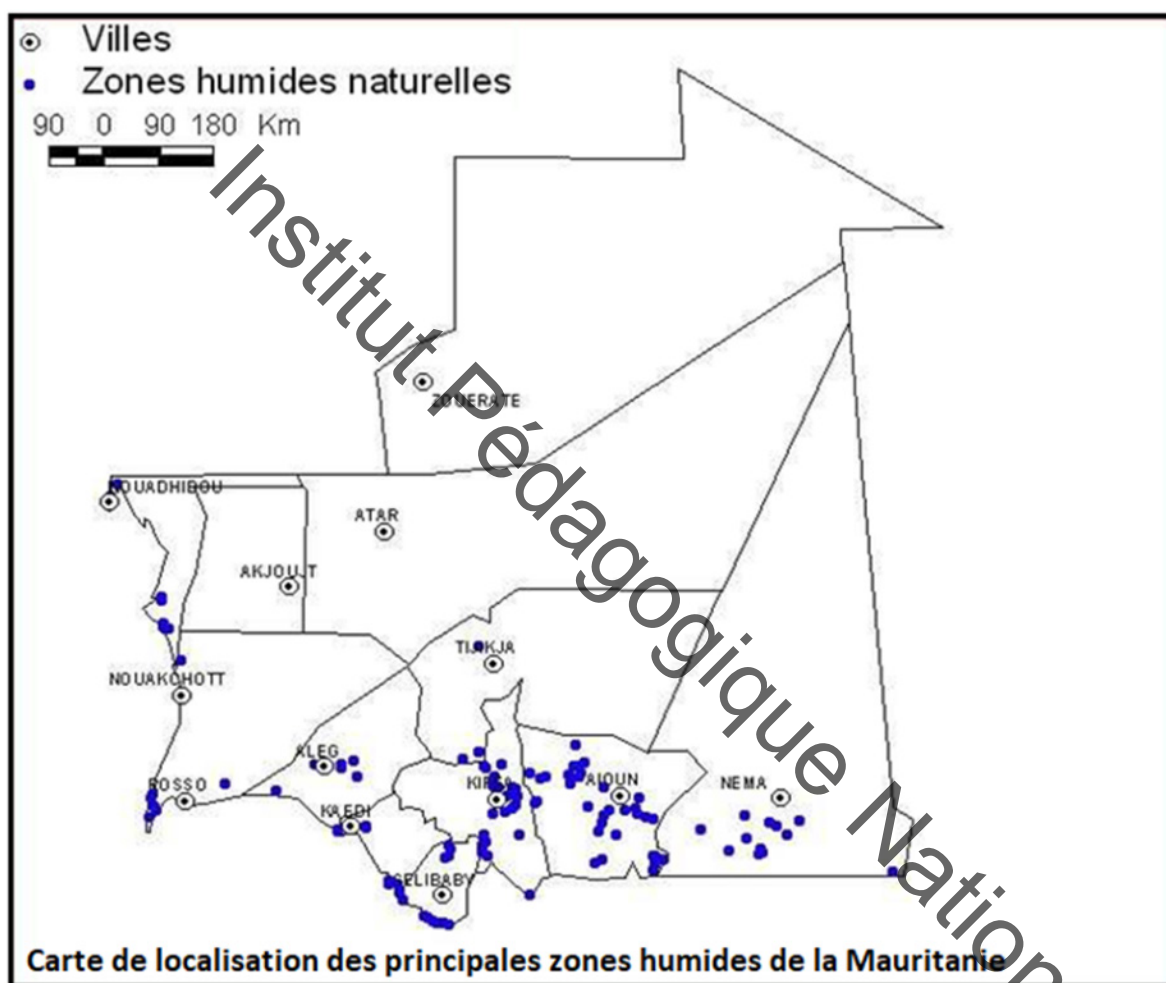 Villes
Zones humides naturelles
90 0 90 180 Km
ZOUERATE
NOUADHIBOU
ATAR
AKJOUJT
TIJIKJA
NOUAKCHOTT
ALEG
ROSSO
KIFFA
AIOUN
NEMA
KAEDI
SELIBABY
Carte de localisation des principales zones humides de la Mauritanie
Institut Pédagogique Nation